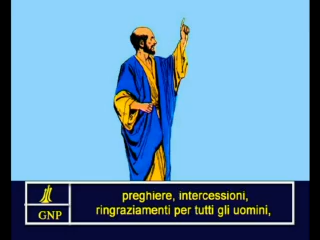 preghiere, intercessioni,
ringraziamenti per tutti gli uomini,
GNP